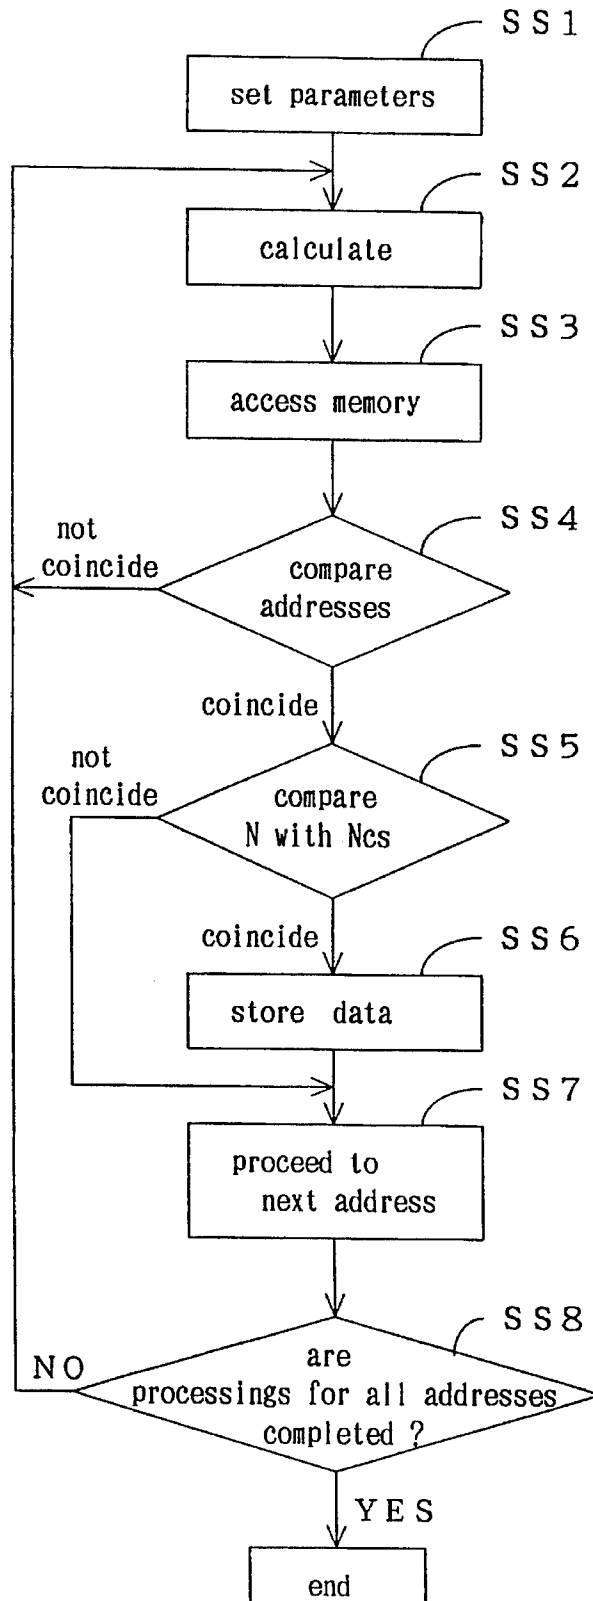 SS1
set parameters
SS2
calculate
SS3
access memory
SS4
not
coincide
compare
addresses
coincide
SS5
not
coincide
compare
N with Ncs
coincide
SS6
store data
SS7
proceed to
next address
SS8
NO
are
processings for all addresses
completed ?
YES
end